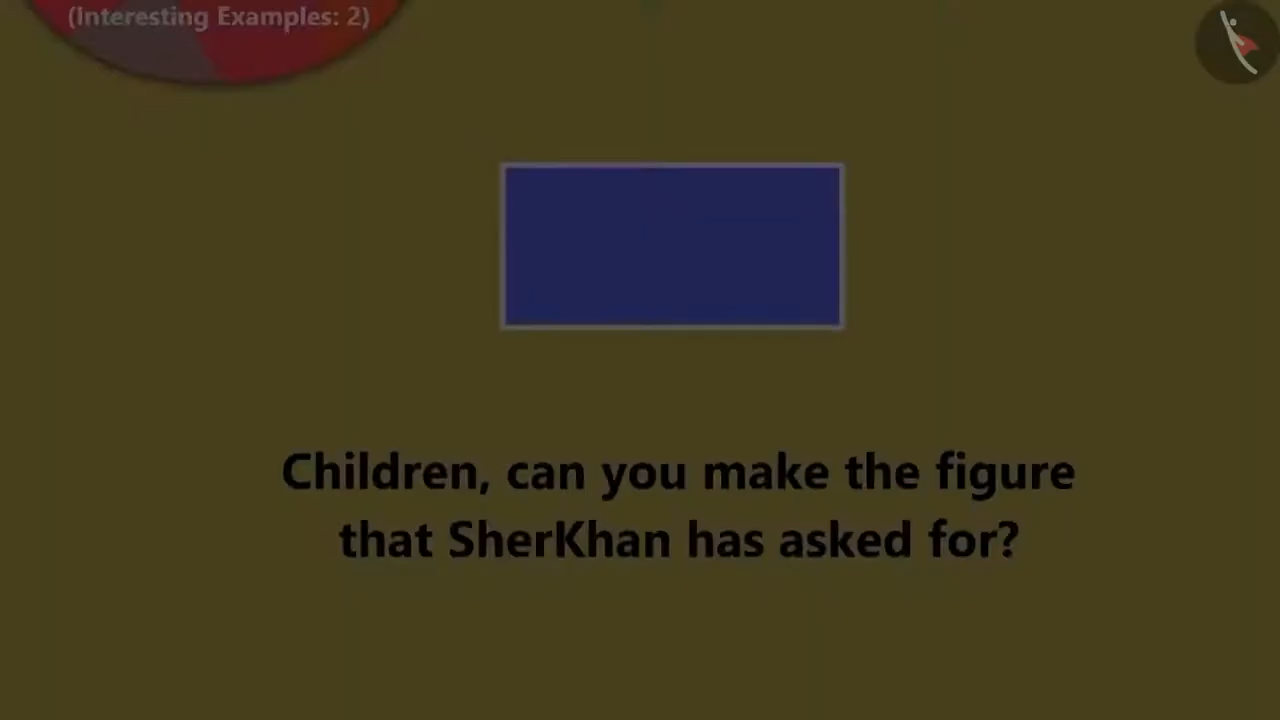 (Interesting Examples: 2)
Children, can you make the figure
that SherKhan has asked for?